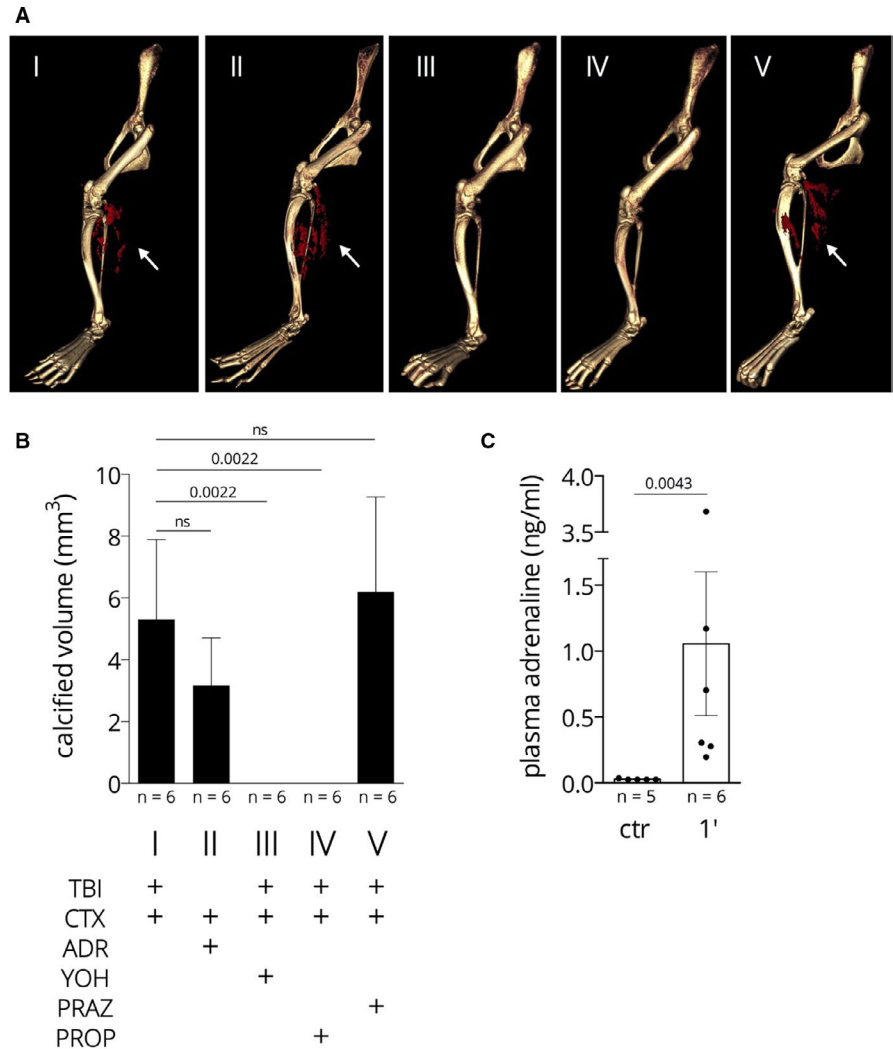 A
I II III IV V
B
C
ns
0.0022
0.0022
ns
calcified volume (mm³)
10
8
6
4
2
0
n = 6 n = 6 n = 6 n = 6 n = 6
I II III IV V
TBI + + + +
CTX + + + + +
ADR +
YOH +
PRAZ +
PROP +
0.0043
plasma adrenaline (ng/ml)
4.0
3.5
1.5
1.0
0.5
0.0
n = 5 n = 6
ctr 1'